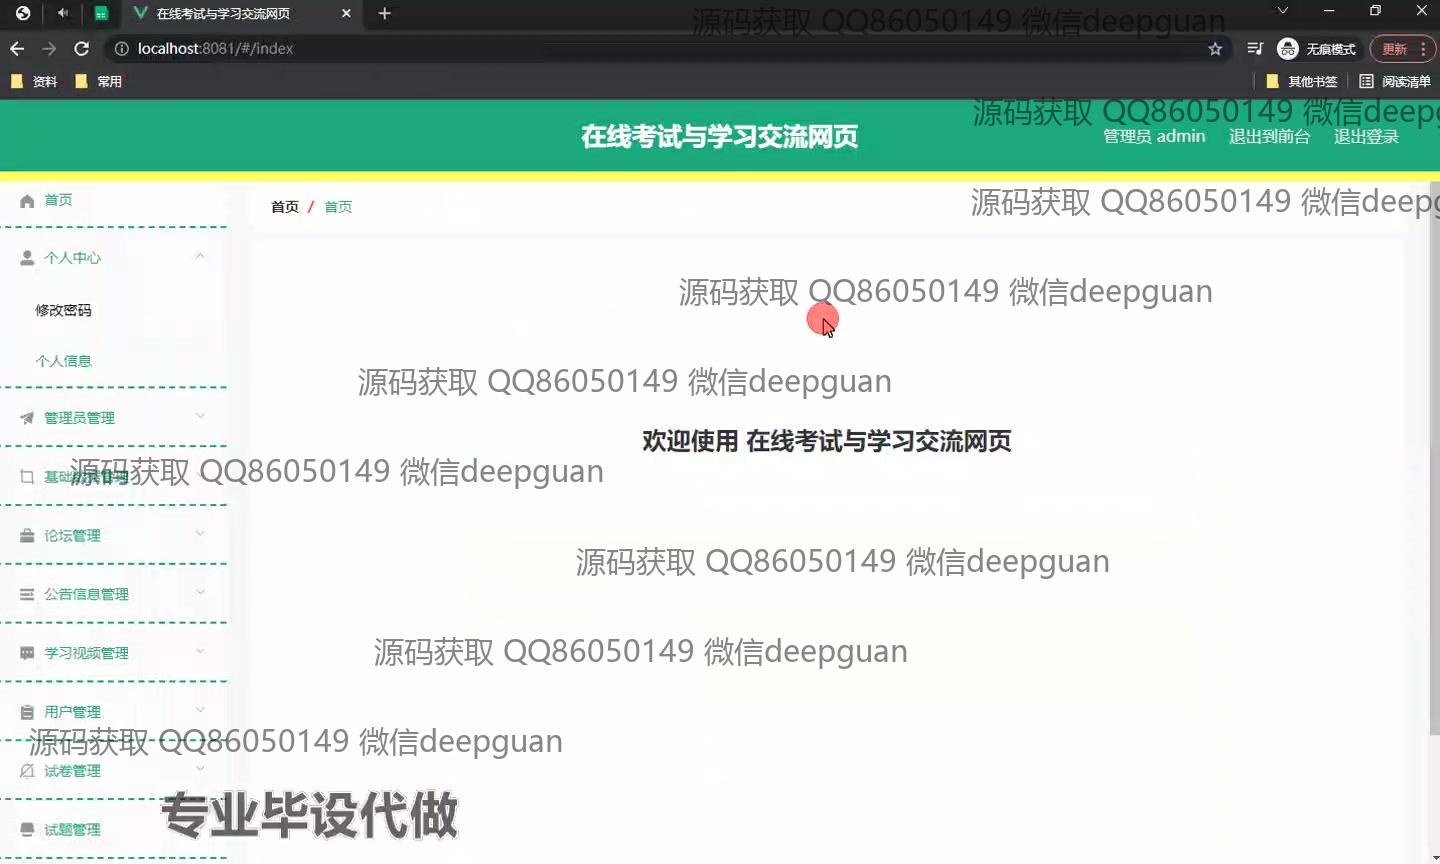 在线考试与学习交流网页
源码获取 QQ86050149 微信deepguan
localhost:8081/#/index
无痕模式
更新
资料
常用
其他书签
阅读清单
源码获取 QQ86050149 微信deepg
在线考试与学习交流网页
管理员 admin
退出到前台
退出登录
首页
首页 / 首页
源码获取 QQ86050149 微信deepg
个人中心
源码获取 QQ86050149 微信deepguan
修改密码
个人信息
源码获取 QQ86050149 微信deepguan
管理员管理
欢迎使用 在线考试与学习交流网页
源码获取 QQ86050149 微信deepguan
论坛管理
源码获取 QQ86050149 微信deepguan
公告信息管理
学习视频管理
源码获取 QQ86050149 微信deepguan
用户管理
源码获取 QQ86050149 微信deepguan
试卷管理
专业毕设代做
试题管理